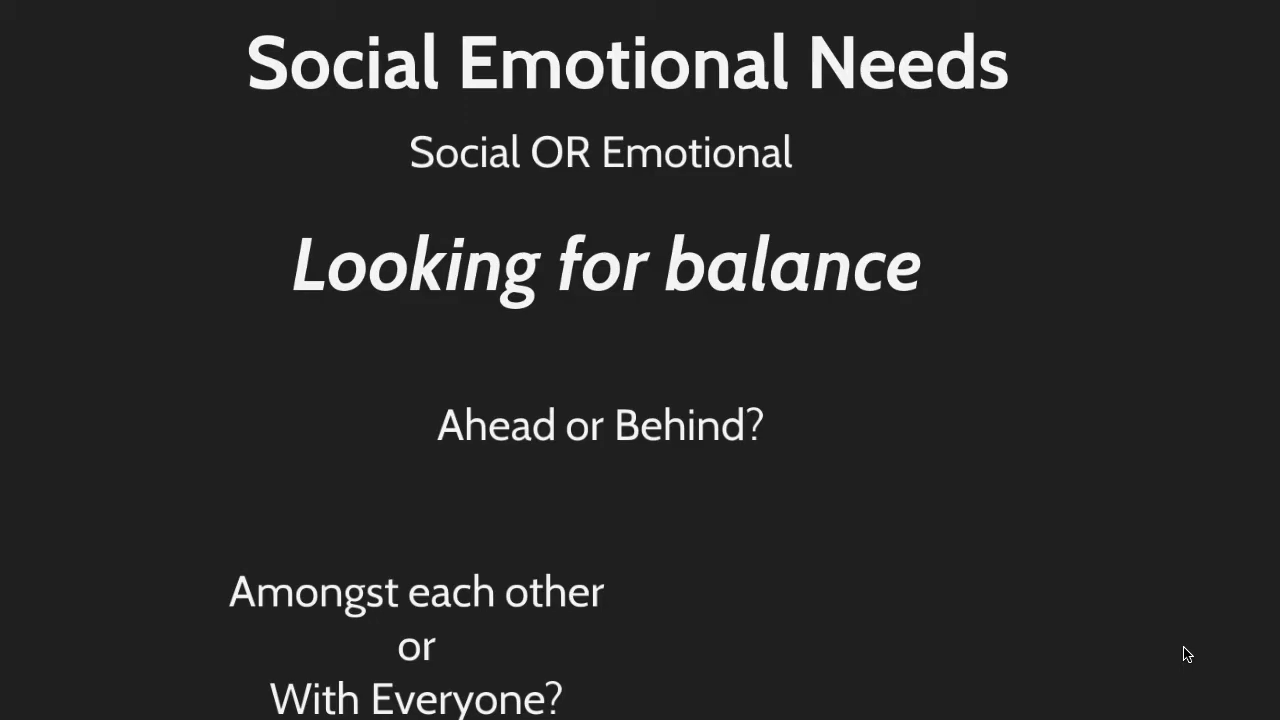 Social Emotional Needs
Social OR Emotional
Looking for balance
Ahead or Behind?
Amongst each other
or
With Everyone?